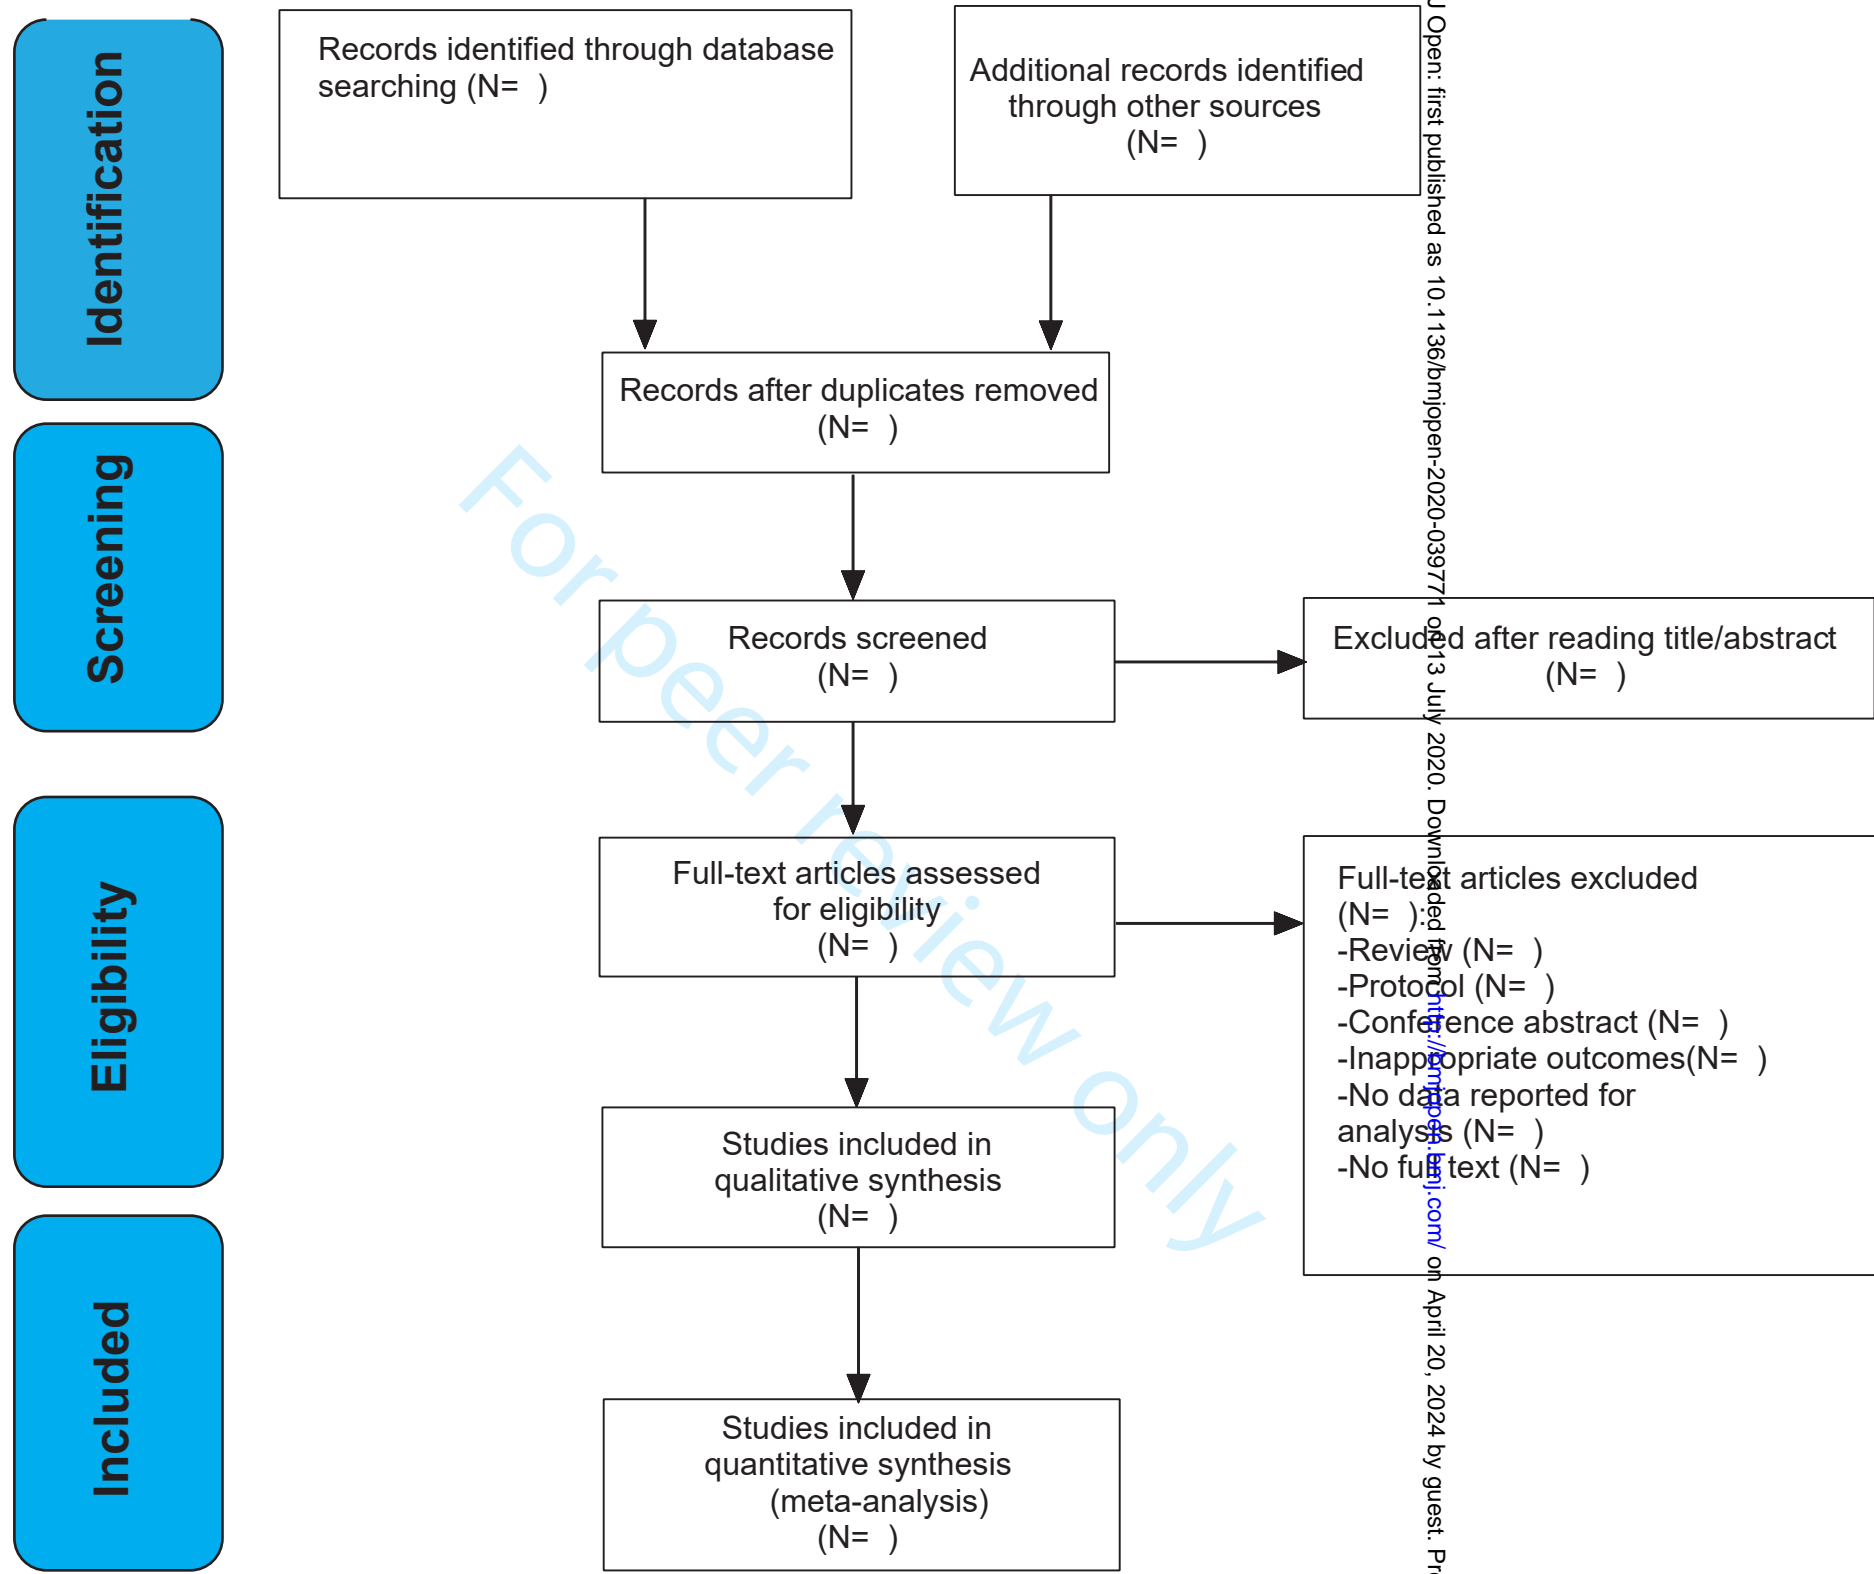 Identification
Records identified through database
searching (N=  )
Additional records identified
through other sources
(N=  )
Records after duplicates removed
(N=  )
Screening
Records screened
(N=  )
Excluded after reading title/abstract
(N=  )
Eligibility
Full-text articles assessed
for eligibility
(N=  )
Full-text articles excluded
(N=  ):
-Review (N=  )
-Protocol (N=  )
-Conference abstract (N=  )
-Inappropriate outcomes(N=  )
-No data reported for
analysis (N=  )
-No full text (N=  )
Studies included in
qualitative synthesis
(N=  )
Included
Studies included in
quantitative synthesis
(meta-analysis)
(N=  )
For peer review only
Open: first published as 10.1136/bmjopen-2020-039771 on 13 July 2020. Downloaded from http://bmjopen.bmj.com/ on April 20, 2024 by guest.